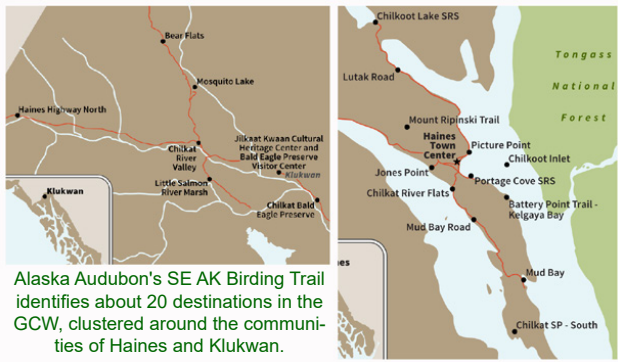 Bear Flats
Mosquito Lake
Haines Highway North
Chilkat
River
Valley
Jilkaat Kwaan Cultural
Heritage Center and
Bald Eagle Preserve
Visitor Center
Klukwan
Little Salmon
River Marsh
Chilkat Bald
Eagle Preserve
Klukwan
Alaska Audubon's SE AK Birding Trail
identifies about 20 destinations in the
GCW, clustered around the communi-
ties of Haines and Klukwan.
Chilkoot Lake SRS
Lutak Road
Tongass
National
Forest
Mount Ripinski Trail
Haines
Town
Center
Picture Point
Chilkoot Inlet
Jones Point
Portage Cove SRS
Chilkat River Flats
Battery Point Trail -
Kelgaya Bay
Mud Bay Road
Mud Bay
Chilkat SP - South